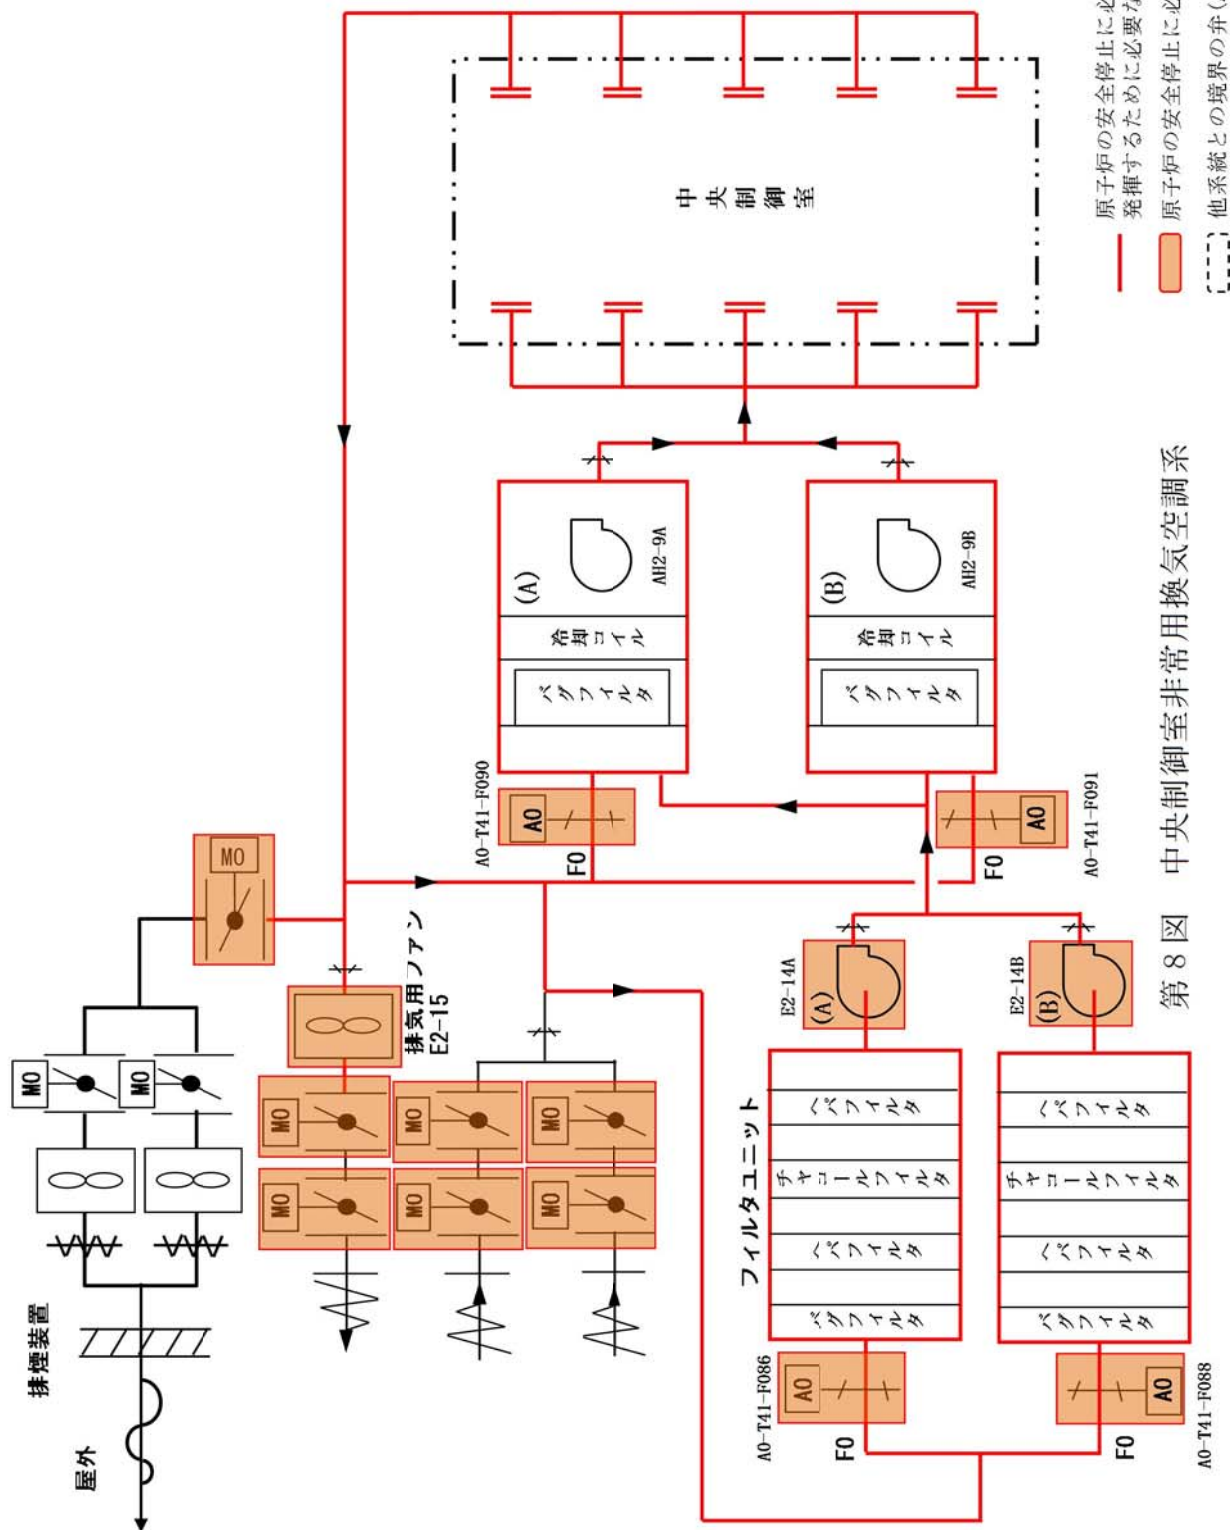 排煙装置
屋外
MO
MO
MO
排気用ファン
E2-15
MO
MO
MO
MO
MO
MO
AO-T41-F090
AO
FO
バグフィルタ
冷却コイル
(A)
AH2-9A
AO-T41-F091
AO
FO
バグフィルタ
冷却コイル
(B)
AH2-9B
中央制御室
フィルタユニット
AO-T41-F086
AO
FO
バグフィルタ
ヘパフィルタ
チャコールフィルタ
ヘパフィルタ
E2-14A
(A)
AO-T41-F088
AO
FO
バグフィルタ
ヘパフィルタ
チャコールフィルタ
ヘパフィルタ
E2-14B
(B)
原子炉の安全停止に必
発揮するために必要な
原子炉の安全停止に必
他系統との境界の弁(
第8図 中央制御室非常用換気空調系